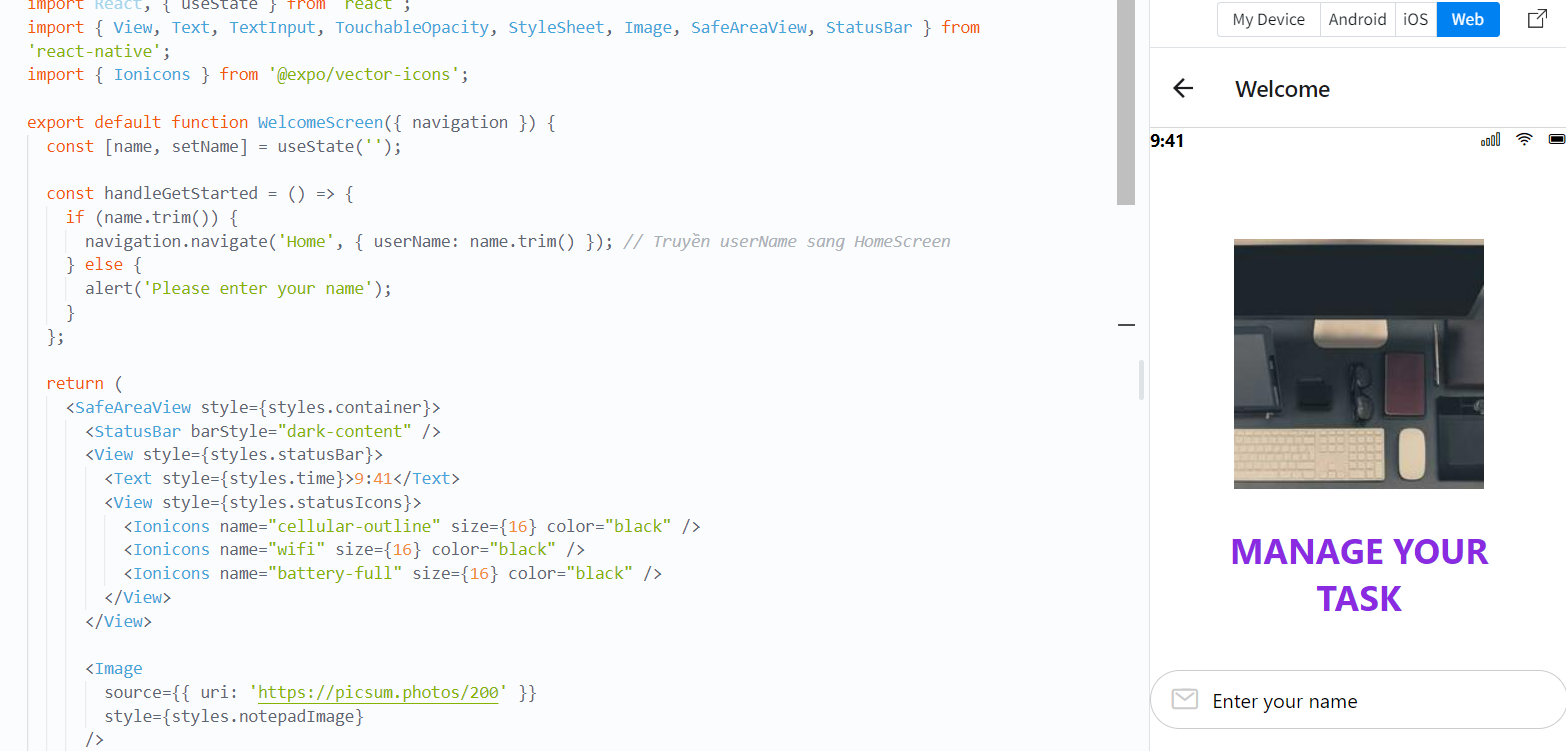 import React, { useState } from 'react';
import { View, Text, TextInput, TouchableOpacity, StyleSheet, Image, SafeAreaView, StatusBar } from
'react-native';
import { Ionicons } from '@expo/vector-icons';
export default function WelcomeScreen({ navigation }) {
const [name, setName] = useState('');
const handleGetStarted = () => {
if (name.trim()) {
navigation.navigate('Home', { userName: name.trim() }); // Truyền userName sang HomeScreen
} else {
alert('Please enter your name');
}
};
return (
<SafeAreaView style={styles.container}>
<StatusBar barStyle="dark-content" />
<View style={styles.statusBar}>
<Text style={styles.time}>9:41</Text>
<View style={styles.statusIcons}>
<Ionicons name="cellular-outline" size={16} color="black" />
<Ionicons name="wifi" size={16} color="black" />
<Ionicons name="battery-full" size={16} color="black" />
</View>
</View>
<Image
source={{ uri: 'https://picsum.photos/200' }}
style={styles.notepadImage}
/>
My Device Android iOS Web
Welcome
9:41
MANAGE YOUR
TASK
Enter your name